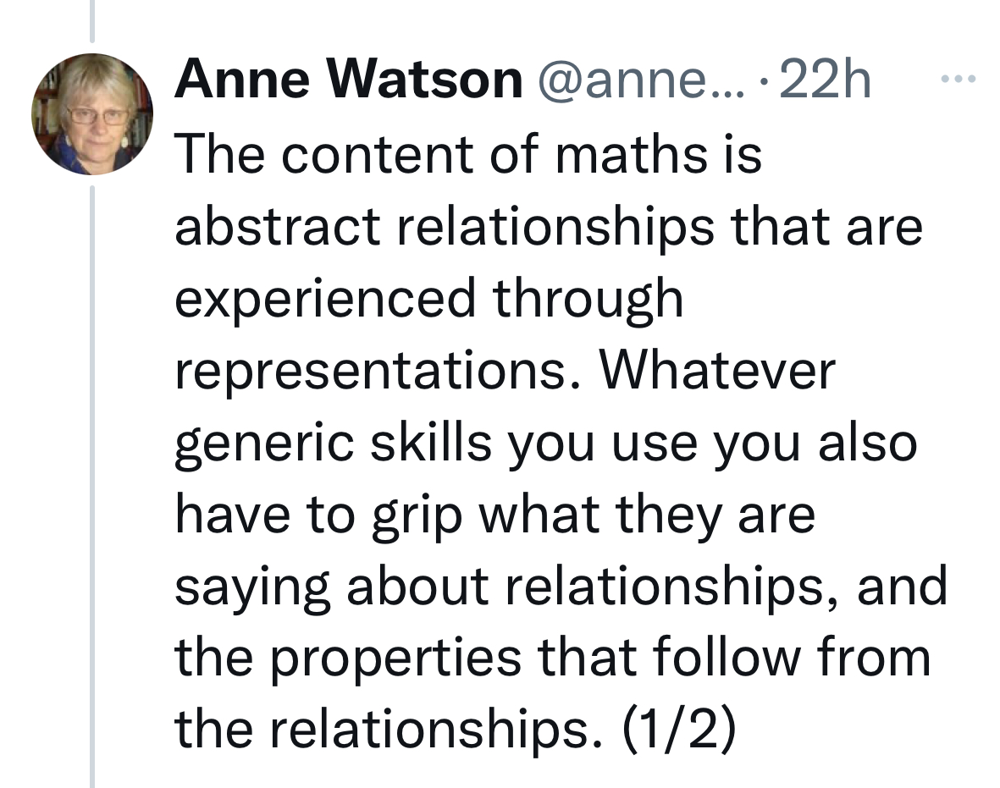 Anne Watson @anne... · 22h
The content of maths is
abstract relationships that are
experienced through
representations. Whatever
generic skills you use you also
have to grip what they are
saying about relationships, and
the properties that follow from
the relationships. (1/2)